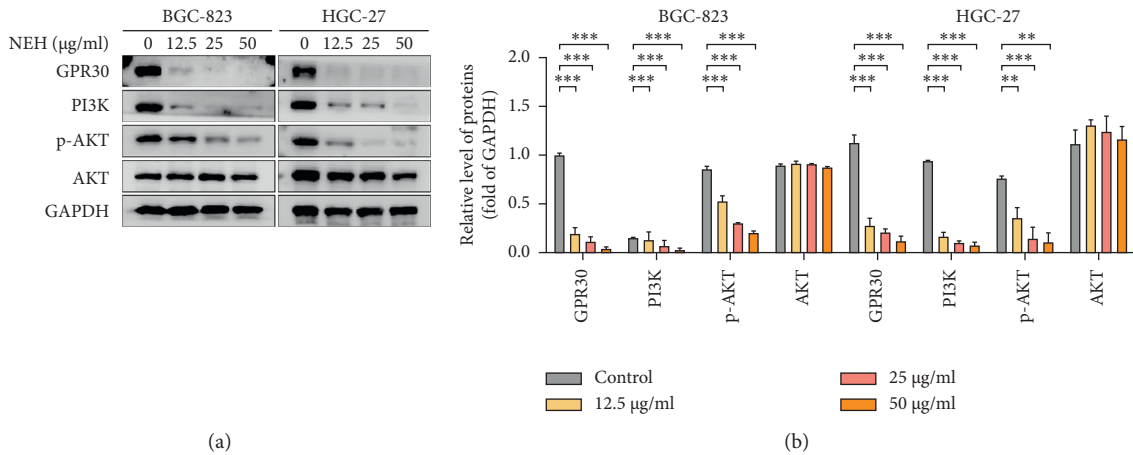 BGC-823 HGC-27
NEH (μg/ml) 0 12.5 25 50 0 12.5 25 50
GPR30
PI3K
p-AKT
AKT
GAPDH
(a)
BGC-823 HGC-27
*** *** *** *** *** **
*** *** *** *** *** ***
*** *** *** *** *** **
Relative level of proteins
(fold of GAPDH)
2.0
1.5
1.0
0.5
0.0
GPR30 PI3K p-AKT AKT GPR30 PI3K p-AKT AKT
Control 25 μg/ml
12.5 μg/ml 50 μg/ml
(b)